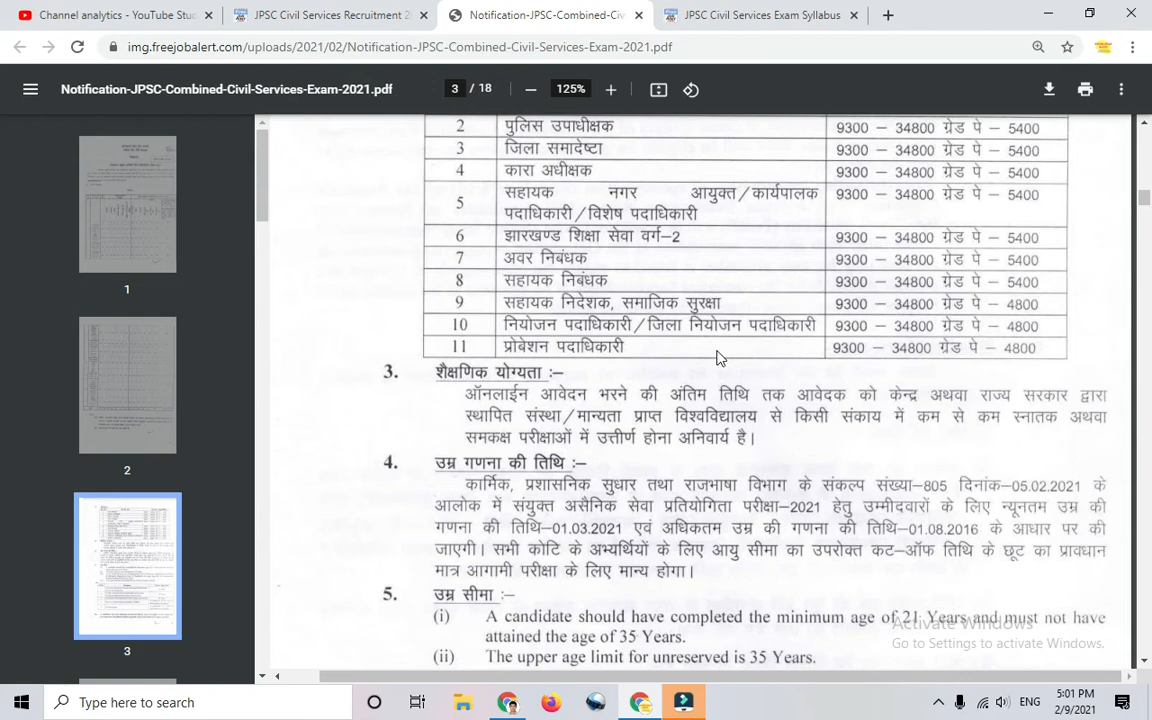 Channel analytics - YouTube Stu
JPSC Civil Services Recruitment 2
Notification-JPSC-Combined-Civ
JPSC Civil Services Exam Syllabus
img.freejobalert.com/uploads/2021/02/Notification-JPSC-Combined-Civil-Services-Exam-2021.pdf
Notification-JPSC-Combined-Civil-Services-Exam-2021.pdf
3 / 18
125%
2 पुलिस उपाधीक्षक 9300 – 34800 ग्रेड पे – 5400
3 जिला समादेष्टा 9300 – 34800 ग्रेड पे – 5400
4 कारा अधीक्षक 9300 – 34800 ग्रेड पे – 5400
5 सहायक नगर आयुक्त/कार्यपालक 9300 – 34800 ग्रेड पे – 5400
पदाधिकारी/विशेष पदाधिकारी
6 झारखण्ड शिक्षा सेवा वर्ग–2 9300 – 34800 ग्रेड पे – 5400
7 अवर निबंधक 9300 – 34800 ग्रेड पे – 5400
8 सहायक निबंधक 9300 – 34800 ग्रेड पे – 5400
9 सहायक निदेशक, समाजिक सुरक्षा 9300 – 34800 ग्रेड पे – 4800
10 नियोजन पदाधिकारी/जिला नियोजन पदाधिकारी 9300 – 34800 ग्रेड पे – 4800
11 प्रोबेशन पदाधिकारी 9300 – 34800 ग्रेड पे – 4800
3. शैक्षणिक योग्यता :–
ऑनलाईन आवेदन भरने की अंतिम तिथि तक आवेदक को केन्द्र अथवा राज्य सरकार द्वारा
स्थापित संस्था/मान्यता प्राप्त विश्वविद्यालय से किसी संकाय में कम से कम स्नातक अथवा
समकक्ष परीक्षाओं में उत्तीर्ण होना अनिवार्य है।
4. उम्र गणना की तिथि :–
कार्मिक, प्रशासनिक सुधार तथा राजभाषा विभाग के संकल्प संख्या–805 दिनांक–05.02.2021 के
आलोक में संयुक्त असैनिक सेवा प्रतियोगिता परीक्षा–2021 हेतु उम्मीदवारों के लिए न्यूनतम उम्र की
गणना की तिथि–01.03.2021 एवं अधिकतम उम्र की गणना की तिथि–01.08.2016 के आधार पर की
जाएगी। सभी कोटि के अभ्यर्थियों के लिए आयु सीमा का उपरोक्त कट–ऑफ तिथि के छूट का प्रावधान
मात्र आगामी परीक्षा के लिए मान्य होगा।
5. उम्र सीमा :–
(i) A candidate should have completed the minimum age of 21 Years and must not have
attained the age of 35 Years.
(ii) The upper age limit for unreserved is 35 Years.
1
2
3
Activate Windows
Go to Settings to activate Windows.
Type here to search
ENG
5:01 PM
2/9/2021